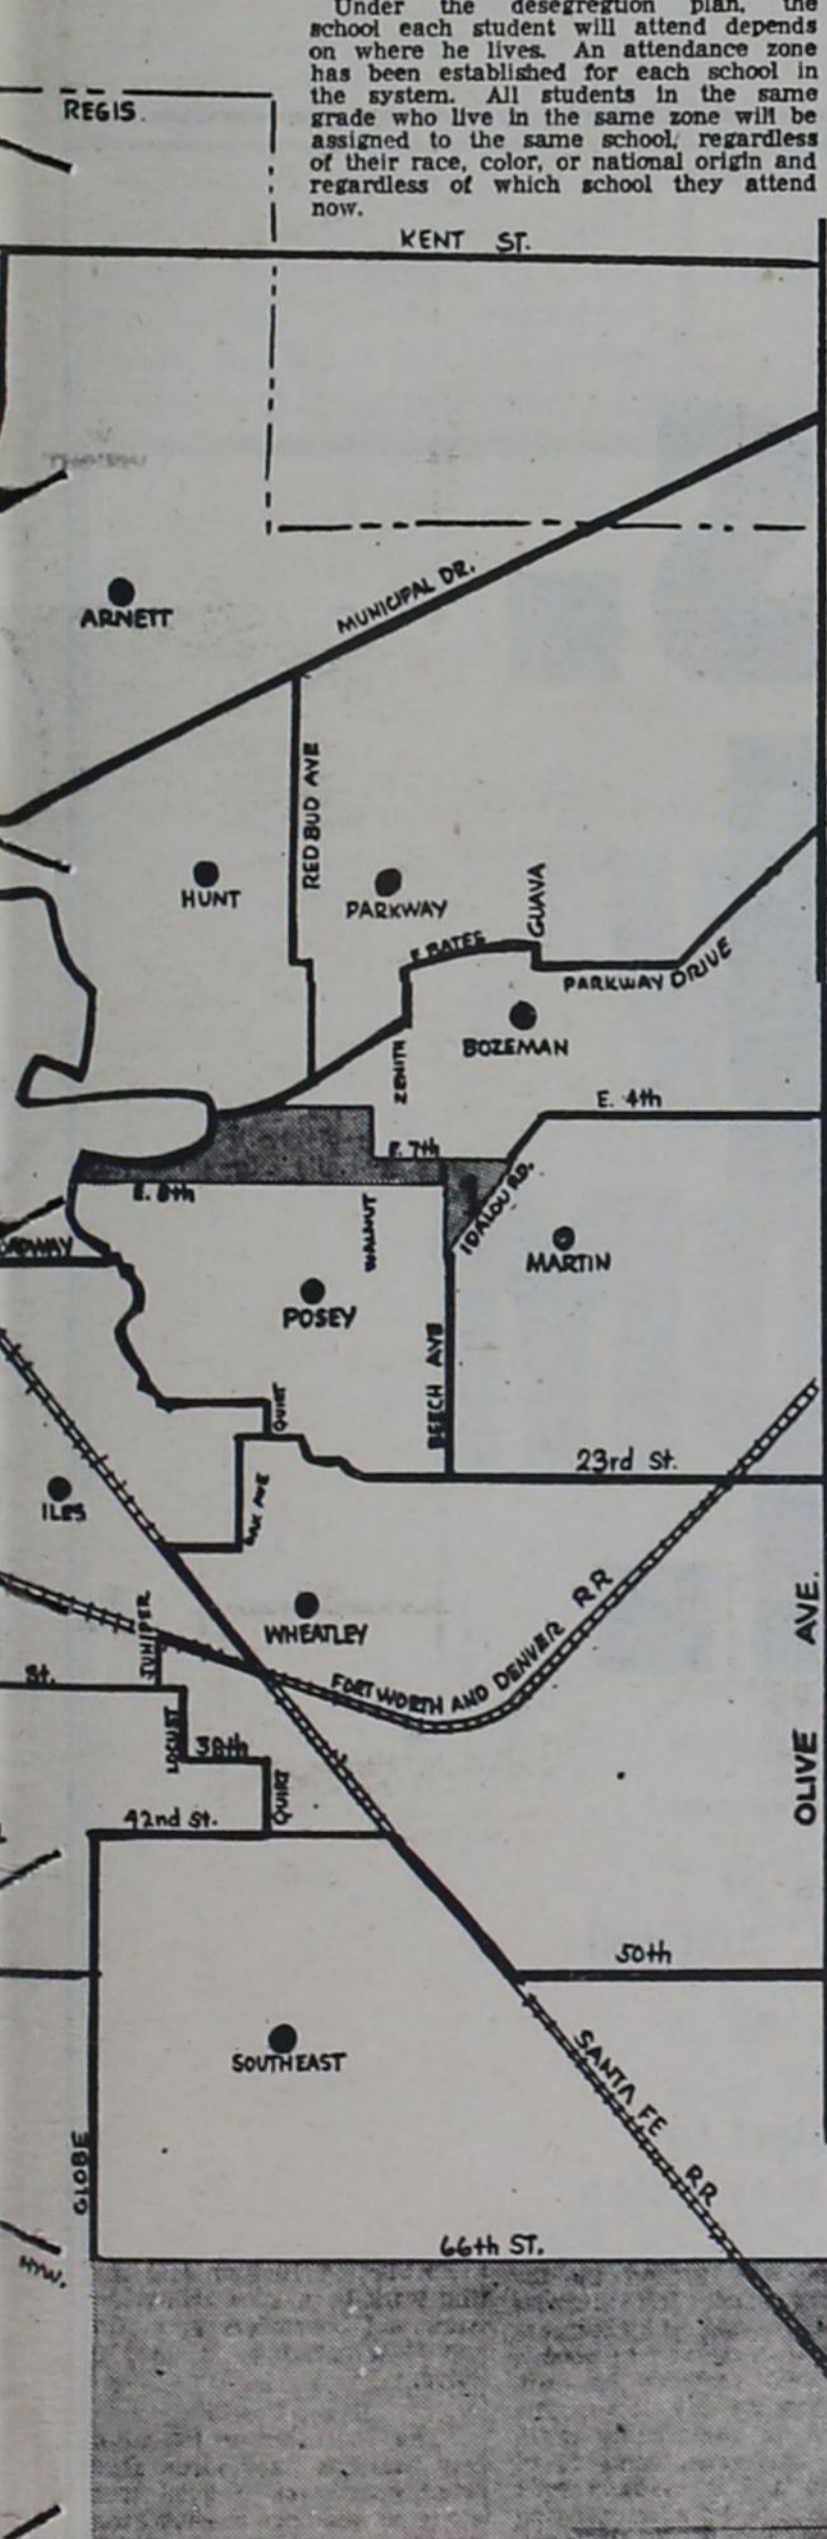 Under the desegregtion plan, the
school each student will attend depends
on where he lives. An attendance zone
has been established for each school in
the system. All students in the same
grade who live in the same zone will be
assigned to the same school, regardless
of their race, color, or national origin and
regardless of which school they attend
now.
REGIS.
KENT ST.
ARNETT
MUNICIPAL DR.
RED BUD AVE
HUNT
PARKWAY
GUAVA
E BATES
PARKWAY DRIVE
ZENITH
BOZEMAN
E. 4th
E. 7th
E. 8th
1
IDALOU RD.
WALNUT
MARTIN
POSEY
BEECH AVE
QUIRT
23rd St.
OAK AVE
ILES
JUNIPER
WHEATLEY
FORT WORTH AND DENVER RR
OLIVE AVE.
St.
LOCUST
38th
QUIRT
42nd St.
50th
SOUTHEAST
SANTA FE RR
GLOBE
66th ST.
HYW.